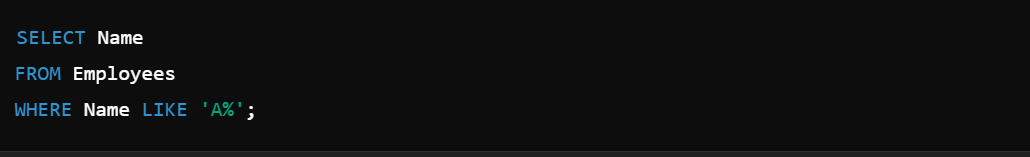 SELECT Name
FROM Employees
WHERE Name LIKE 'A%';